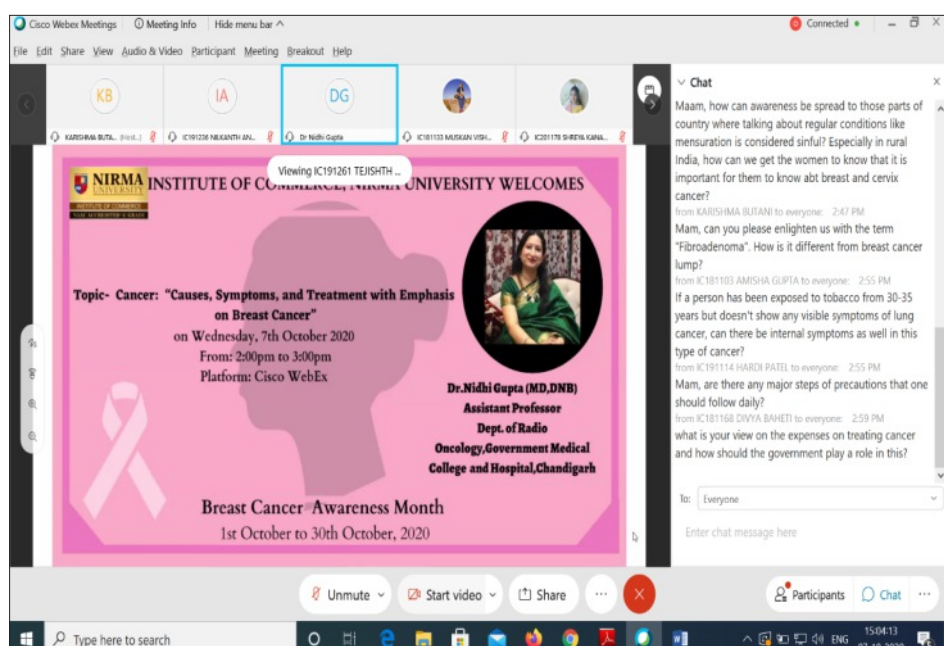 Cisco Webex Meetings Meeting Info Hide menu bar ^
Connected
File Edit Share View Audio & Video Participant Meeting Breakout Help
KB IA DG
KARISHMA BUTA... (Host...) IC191236 NILKANTH AN... Dr Nidhi Gupta IC181133 MUSKAN VISH... IC201178 SHREYA KANA...
Viewing IC191261 TEJISHTH ...
NIRMA
UNIVERSITY
INSTITUTE OF COMMERCE
NAAC ACCREDITED 'A' GRADE
INSTITUTE OF COMMERCE, NIRMA UNIVERSITY WELCOMES
Topic- Cancer: "Causes, Symptoms, and Treatment with Emphasis
on Breast Cancer"
on Wednesday, 7th October 2020
From: 2:00pm to 3:00pm
Platform: Cisco WebEx
Dr.Nidhi Gupta (MD,DNB)
Assistant Professor
Dept. of Radio
Oncology,Government Medical
College and Hospital,Chandigarh
Breast Cancer Awareness Month
1st October to 30th October, 2020
Chat
Maam, how can awareness be spread to those parts of
country where talking about regular conditions like
mensuration is considered sinful? Especially in rural
India, how can we get the women to know that it is
important for them to know abt breast and cervix
cancer?
from KARISHMA BUTANI to everyone: 2:47 PM
Mam, can you please enlighten us with the term
"Fibroadenoma". How is it different from breast cancer
lump?
from IC181103 AMISHA GUPTA to everyone: 2:55 PM
If a person has been exposed to tobacco from 30-35
years but doesn't show any visible symptoms of lung
cancer, can there be internal symptoms as well in this
type of cancer?
from IC191114 HARDI PATEL to everyone: 2:55 PM
Mam, are there any major steps of precautions that one
should follow daily?
from IC181168 DIVYA BAHETI to everyone: 2:59 PM
what is your view on the expenses on treating cancer
and how should the government play a role in this?
To: Everyone
Enter chat message here
Unmute Start video Share Participants Chat
Type here to search
ENG
15:04:13
07-10-2020